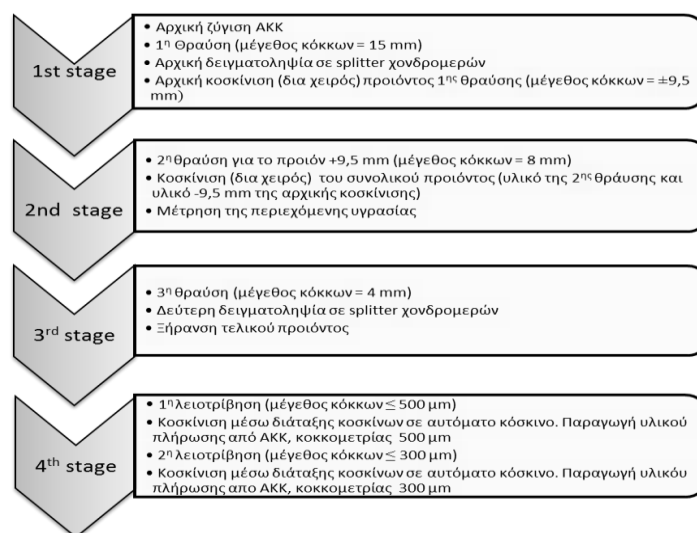 1st stage
• Αρχική ζύγιση ΑΚΚ
• 1η Θραύση (μέγεθος κόκκων = 15 mm)
• Αρχική δειγματοληψία σε splitter χονδρομερών
• Αρχική κοσκίνιση (δια χειρός) προιόντος 1ης θραύσης (μέγεθος κόκκων = ±9,5
mm)
2nd stage
• 2η θραύση για το προιόν +9,5 mm (μέγεθος κόκκων = 8 mm)
• Κοσκίνιση (δια χειρός) του συνολικού προιόντος (υλικό της 2ης θράυσης και
υλικό -9,5 mm της αρχικής κοσκίνισης)
• Μέτρηση της περιεχόμενης υγρασίας
3rd stage
• 3η θραύση (μέγεθος κόκκων = 4 mm)
• Δεύτερη δειγματοληψία σε splitter χονδρομερών
• Ξήρανση τελικού προιόντος
4th stage
• 1η λειοτρίβηση (μέγεθος κόκκων ≤ 500 μm)
• Κοσκίνιση μέσω διάταξης κοσκίνων σε αυτόματο κόσκινο. Παραγωγή υλικού
πλήρωσης από ΑΚΚ, κοκκομετρίας 500 μm
• 2η λειοτρίβηση (μέγεθος κόκκων ≤ 300 μm)
• Κοσκίνιση μέσω διάταξης κοσκίνων σε αυτόματο κόσκινο. Παραγωγή υλικόυ
πλήρωσης απο ΑΚΚ, κοκκομετρίας 300 μm